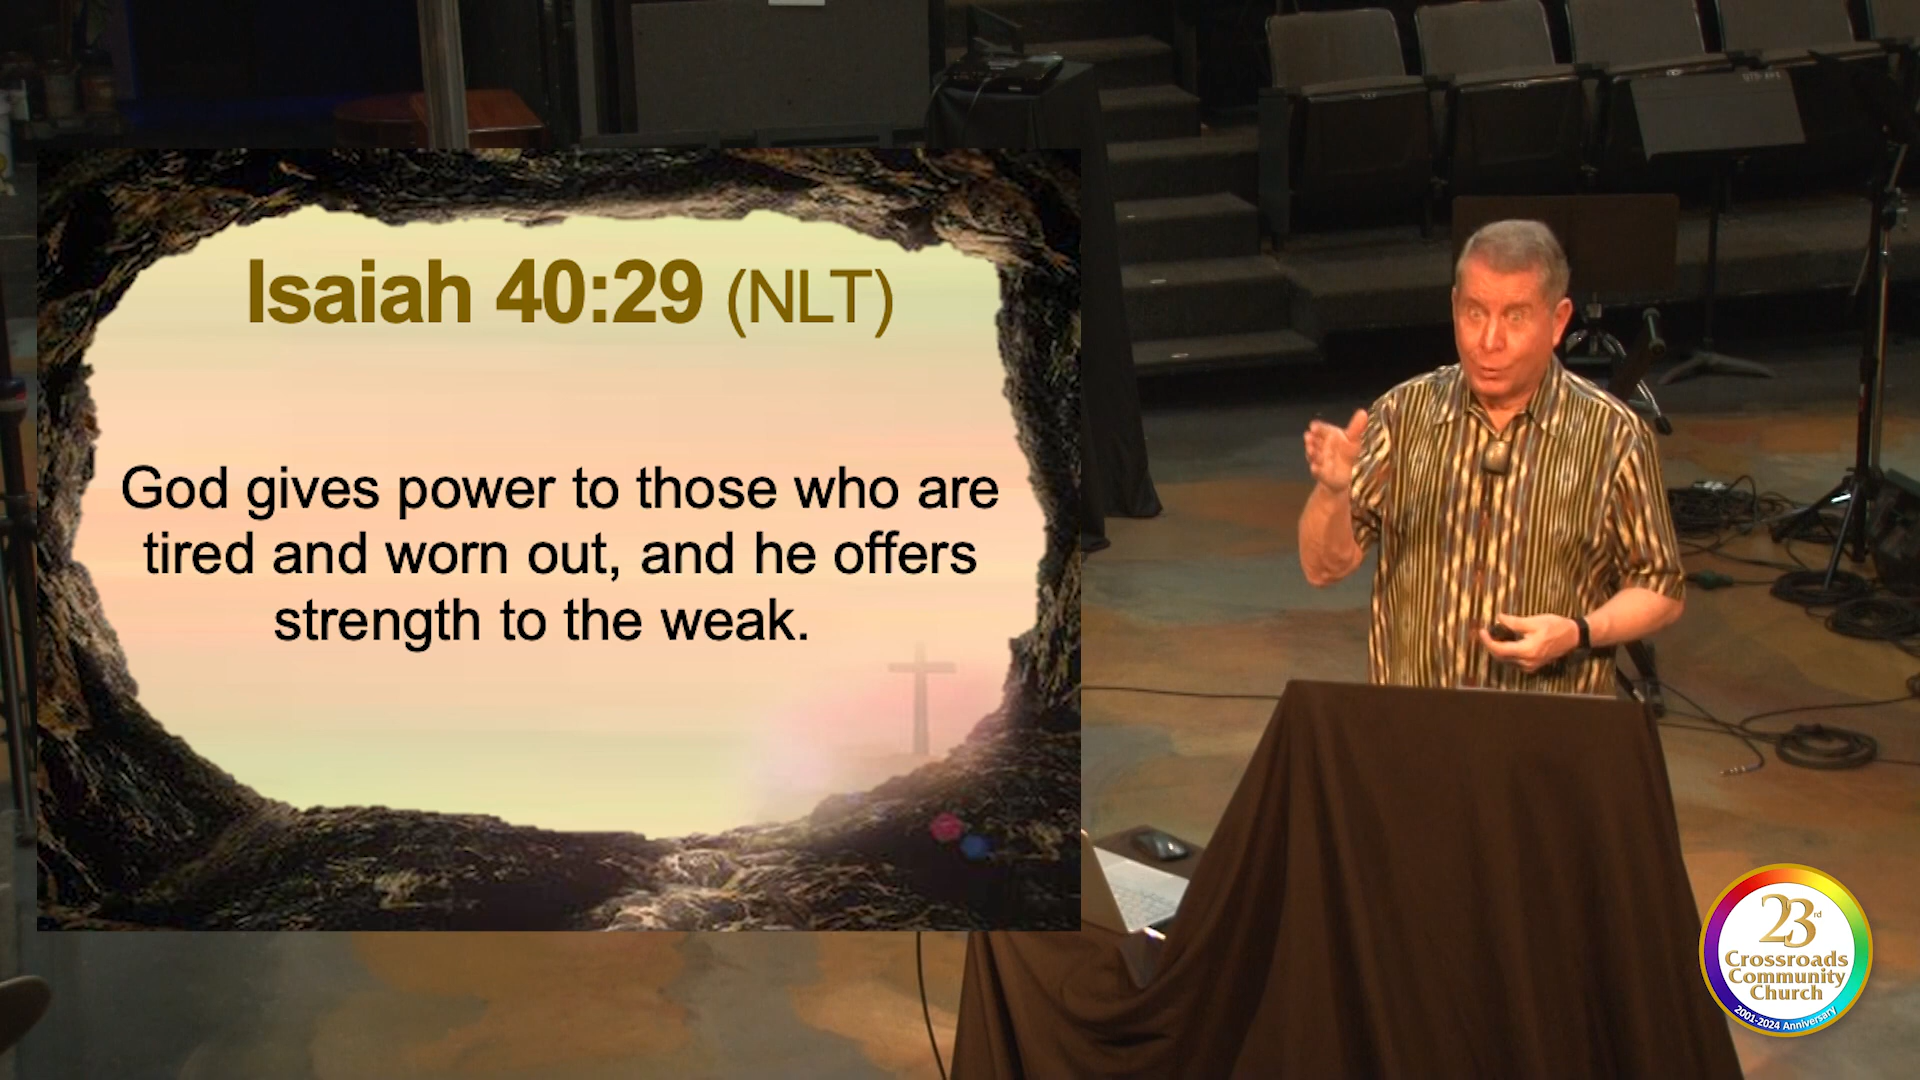 Isaiah 40:29 (NLT)
God gives power to those who are
tired and worn out, and he offers
strength to the weak.
23rd
Crossroads
Community
Church
2001-2024 Anniversary